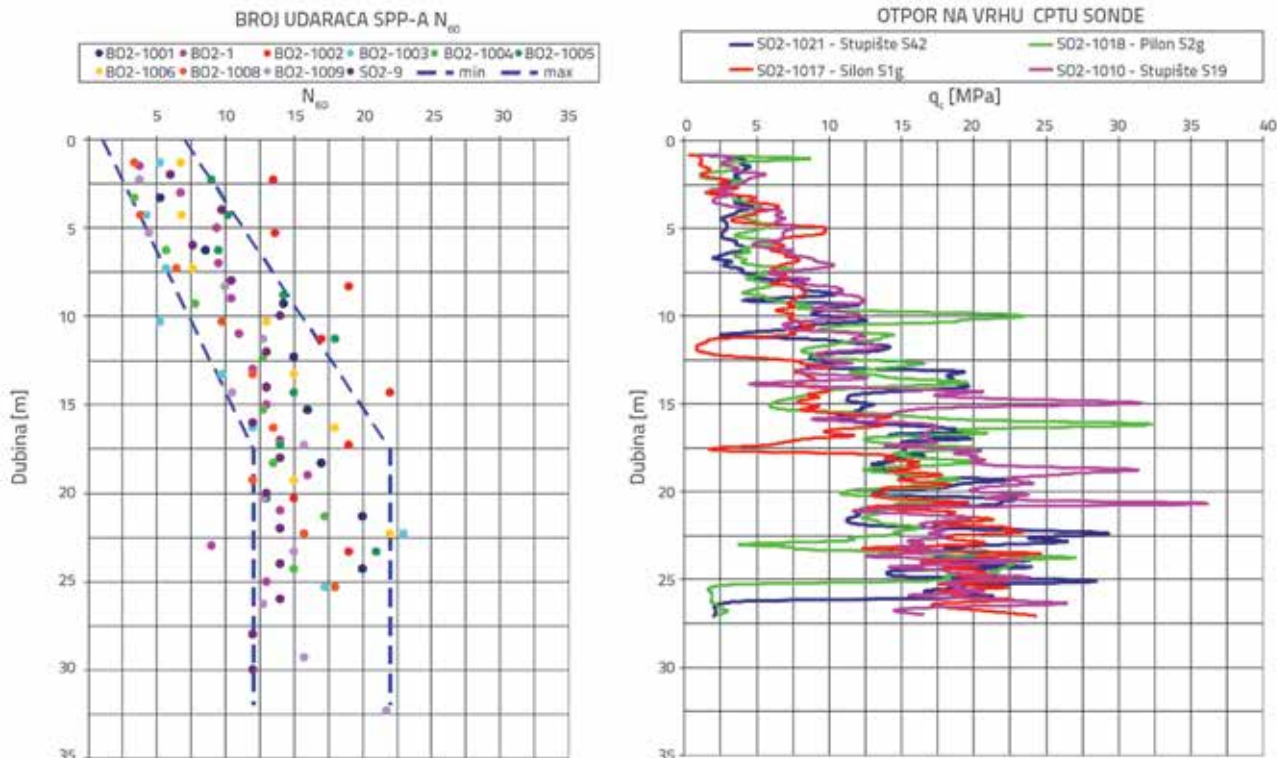 BROJ UDARACA SPP-A N60
BO2-1001 BO2-1 BO2-1002 BO2-1003 BO2-1004 BO2-1005
BO2-1006 BO2-1008 BO2-1009 SO2-9 min max
N60
5 10 15 20 25 30 35
0
5
10
15
20
25
30
35
Dubina [m]
OTPOR NA VRHU CPTU SONDE
SO2-1021 - Stupište S42 SO2-1018 - Pilon S2g
SO2-1017 - Silon S1g SO2-1010 - Stupište S19
qc [MPa]
0 5 10 15 20 25 30 35 40
0
5
10
15
20
25
30
35
Dubina [m]